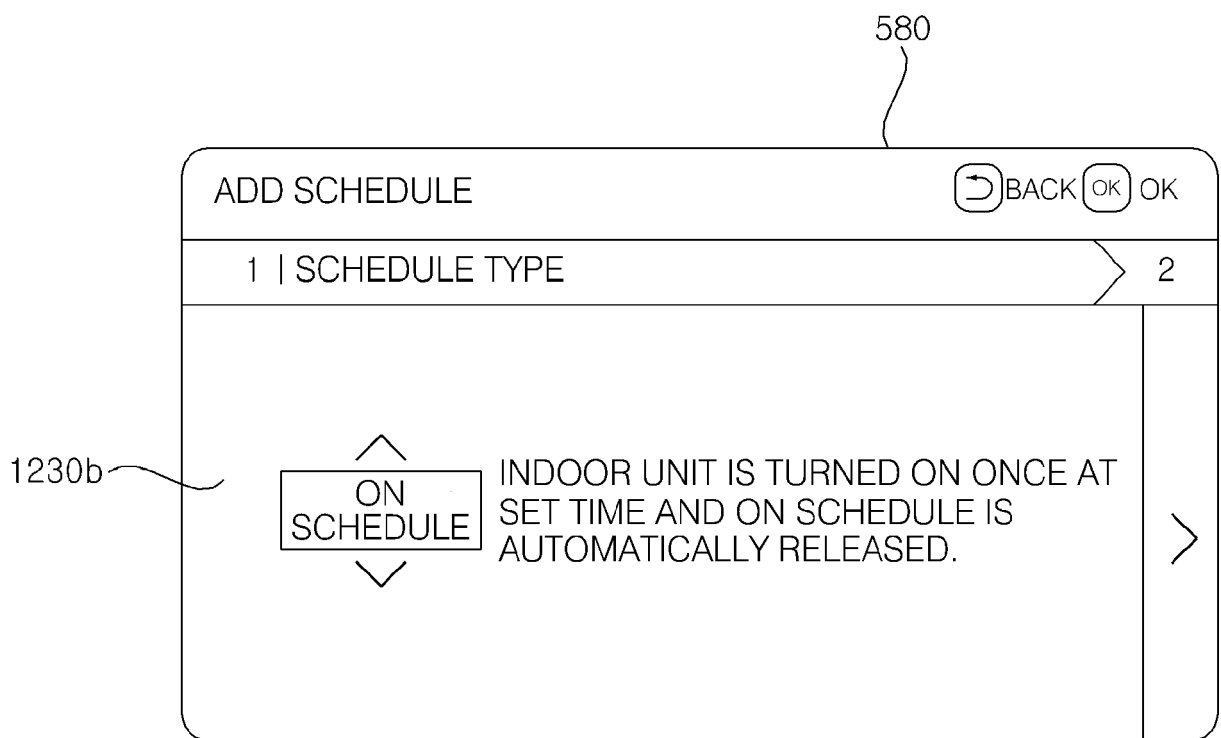 580
ADD SCHEDULE BACK OK OK
1 | SCHEDULE TYPE 2
1230b
ON
SCHEDULE
INDOOR UNIT IS TURNED ON ONCE AT
SET TIME AND ON SCHEDULE IS
AUTOMATICALLY RELEASED.